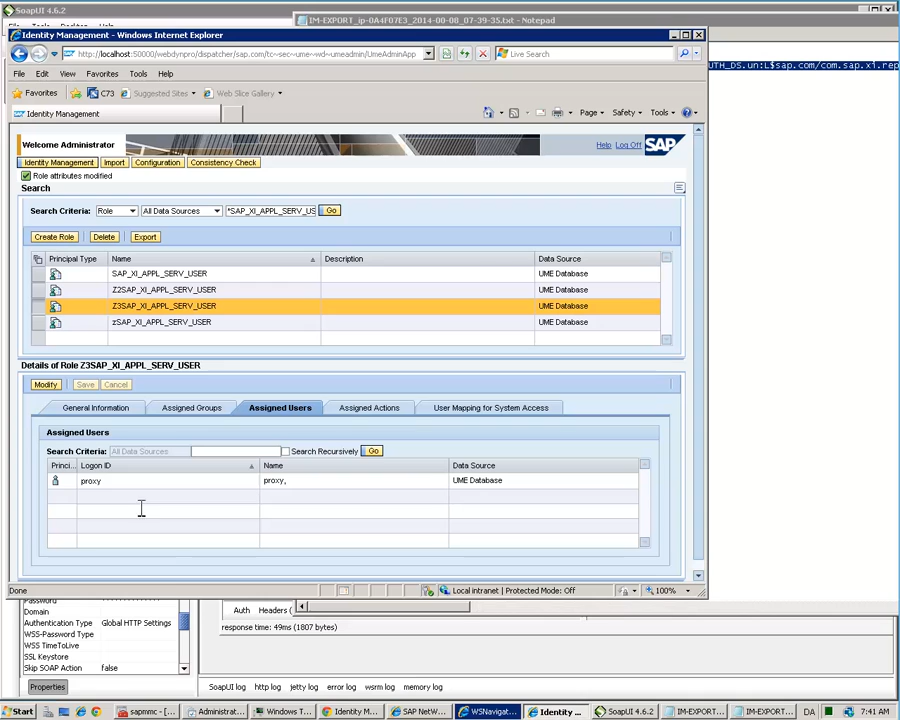 SoapUI 4.6.2
IM-EXPORT_ip-0A4F07E3_2014-00-08_07-39-35.txt - Notepad
Identity Management - Windows Internet Explorer
http://localhost:50000/webdynpro/dispatcher/sap.com/tc~sec~ume~wd~umeadmin/UmeAdminApp
Live Search
UTH_DS.un:L$sap.com/com.sap.xi.rep
File Edit View Favorites Tools Help
Favorites C73 Suggested Sites Web Slice Gallery
Identity Management
Page Safety Tools
Welcome Administrator
Help Log Off SAP
Identity Management Import Configuration Consistency Check
Role attributes modified
Search
Search Criteria: Role All Data Sources *SAP_XI_APPL_SERV_US Go
Create Role Delete Export
Principal Type Name Description Data Source
SAP_XI_APPL_SERV_USER UME Database
Z2SAP_XI_APPL_SERV_USER UME Database
Z3SAP_XI_APPL_SERV_USER UME Database
zSAP_XI_APPL_SERV_USER UME Database
Details of Role Z3SAP_XI_APPL_SERV_USER
Modify Save Cancel
General Information Assigned Groups Assigned Users Assigned Actions User Mapping for System Access
Assigned Users
Search Criteria: All Data Sources Search Recursively Go
Princi... Logon ID Name Data Source
proxy proxy, UME Database
Done Local intranet | Protected Mode: Off 100%
Password
Domain
Authentication Type Global HTTP Settings
WSS-Password Type
WSS TimeToLive
SSL Keystore
Skip SOAP Action false
Auth Headers (
response time: 49ms (1807 bytes)
Properties
SoapUI log http log jetty log error log wsrm log memory log
Start sapmmc - [... Administrat... Windows T... Identity M... SAP NetW... WSNavigat... Identity ... SoapUI 4.6.2 IM-EXPORT... IM-EXPORT... DA 7:41 AM